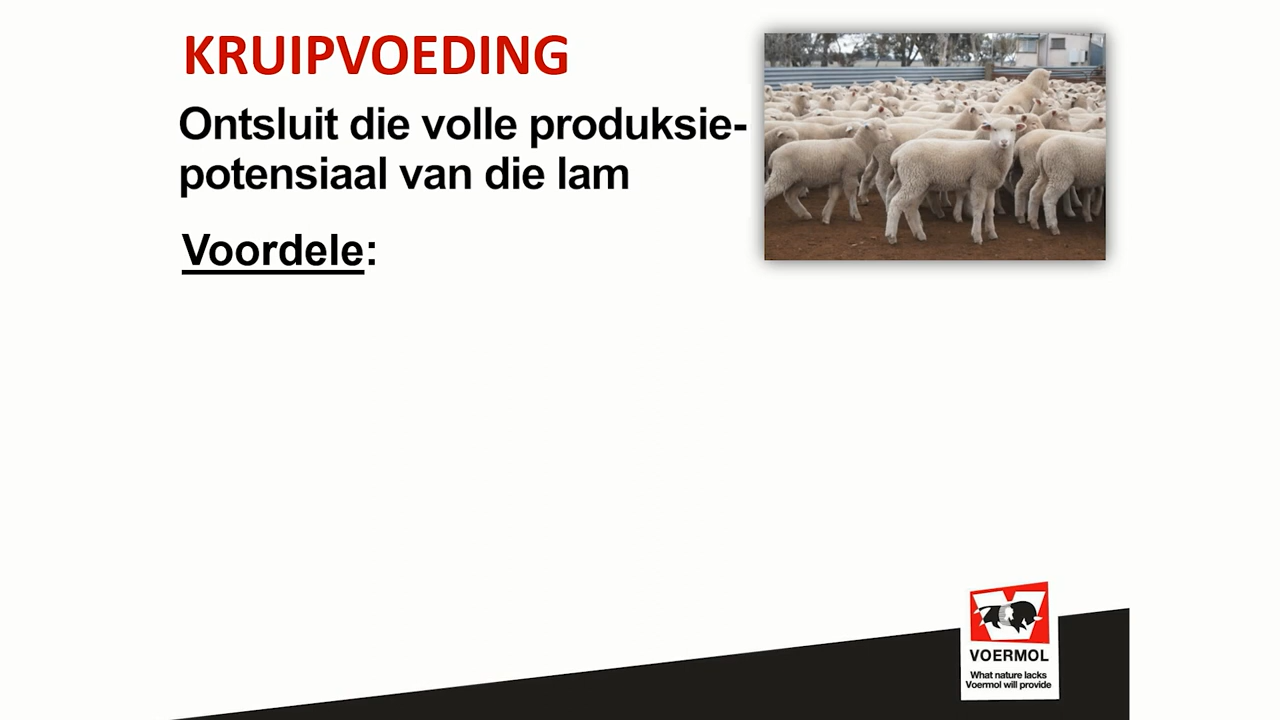 KRUIPVOEDING
Ontsluit die volle produksie-
potensiaal van die lam
Voordele:
VOERMOL
What nature lacks
Voermol will provide